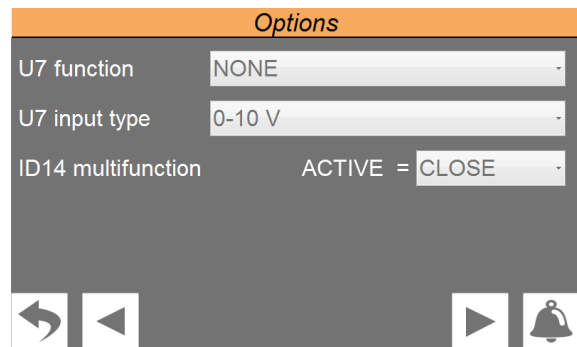 Options
U7 function NONE
U7 input type 0-10 V
ID14 multifunction ACTIVE = CLOSE